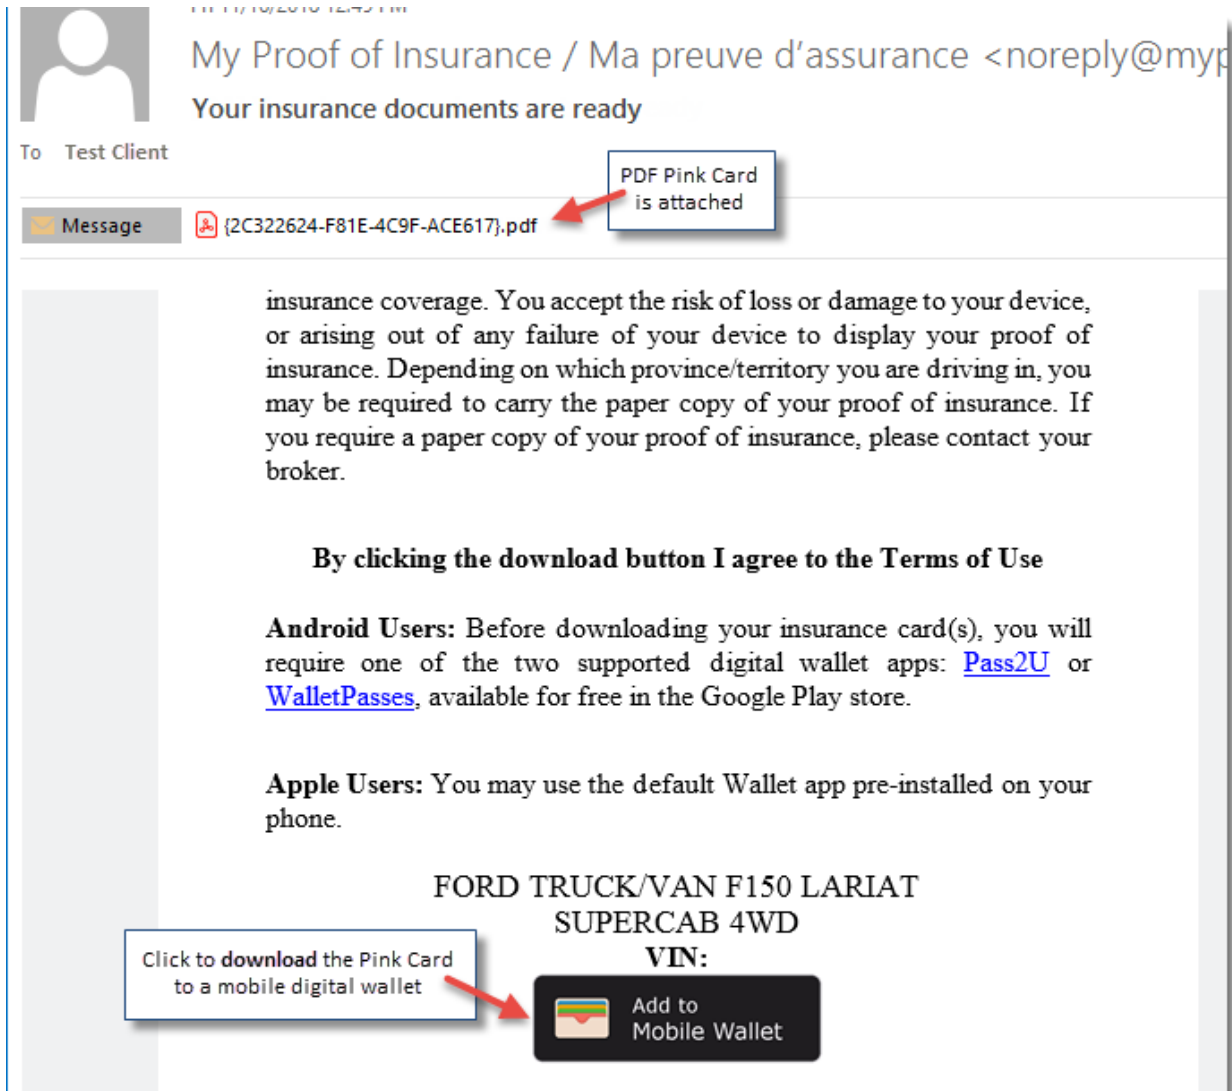 My Proof of Insurance / Ma preuve d'assurance <noreply@myp
Your insurance documents are ready
To Test Client
PDF Pink Card
is attached
Message {2C322624-F81E-4C9F-ACE617}.pdf
insurance coverage. You accept the risk of loss or damage to your device,
or arising out of any failure of your device to display your proof of
insurance. Depending on which province/territory you are driving in, you
may be required to carry the paper copy of your proof of insurance. If
you require a paper copy of your proof of insurance, please contact your
broker.
By clicking the download button I agree to the Terms of Use
Android Users: Before downloading your insurance card(s), you will
require one of the two supported digital wallet apps: Pass2U or
WalletPasses, available for free in the Google Play store.
Apple Users: You may use the default Wallet app pre-installed on your
phone.
FORD TRUCK/VAN F150 LARIAT
SUPERCAB 4WD
VIN:
Click to download the Pink Card
to a mobile digital wallet
Add to
Mobile Wallet